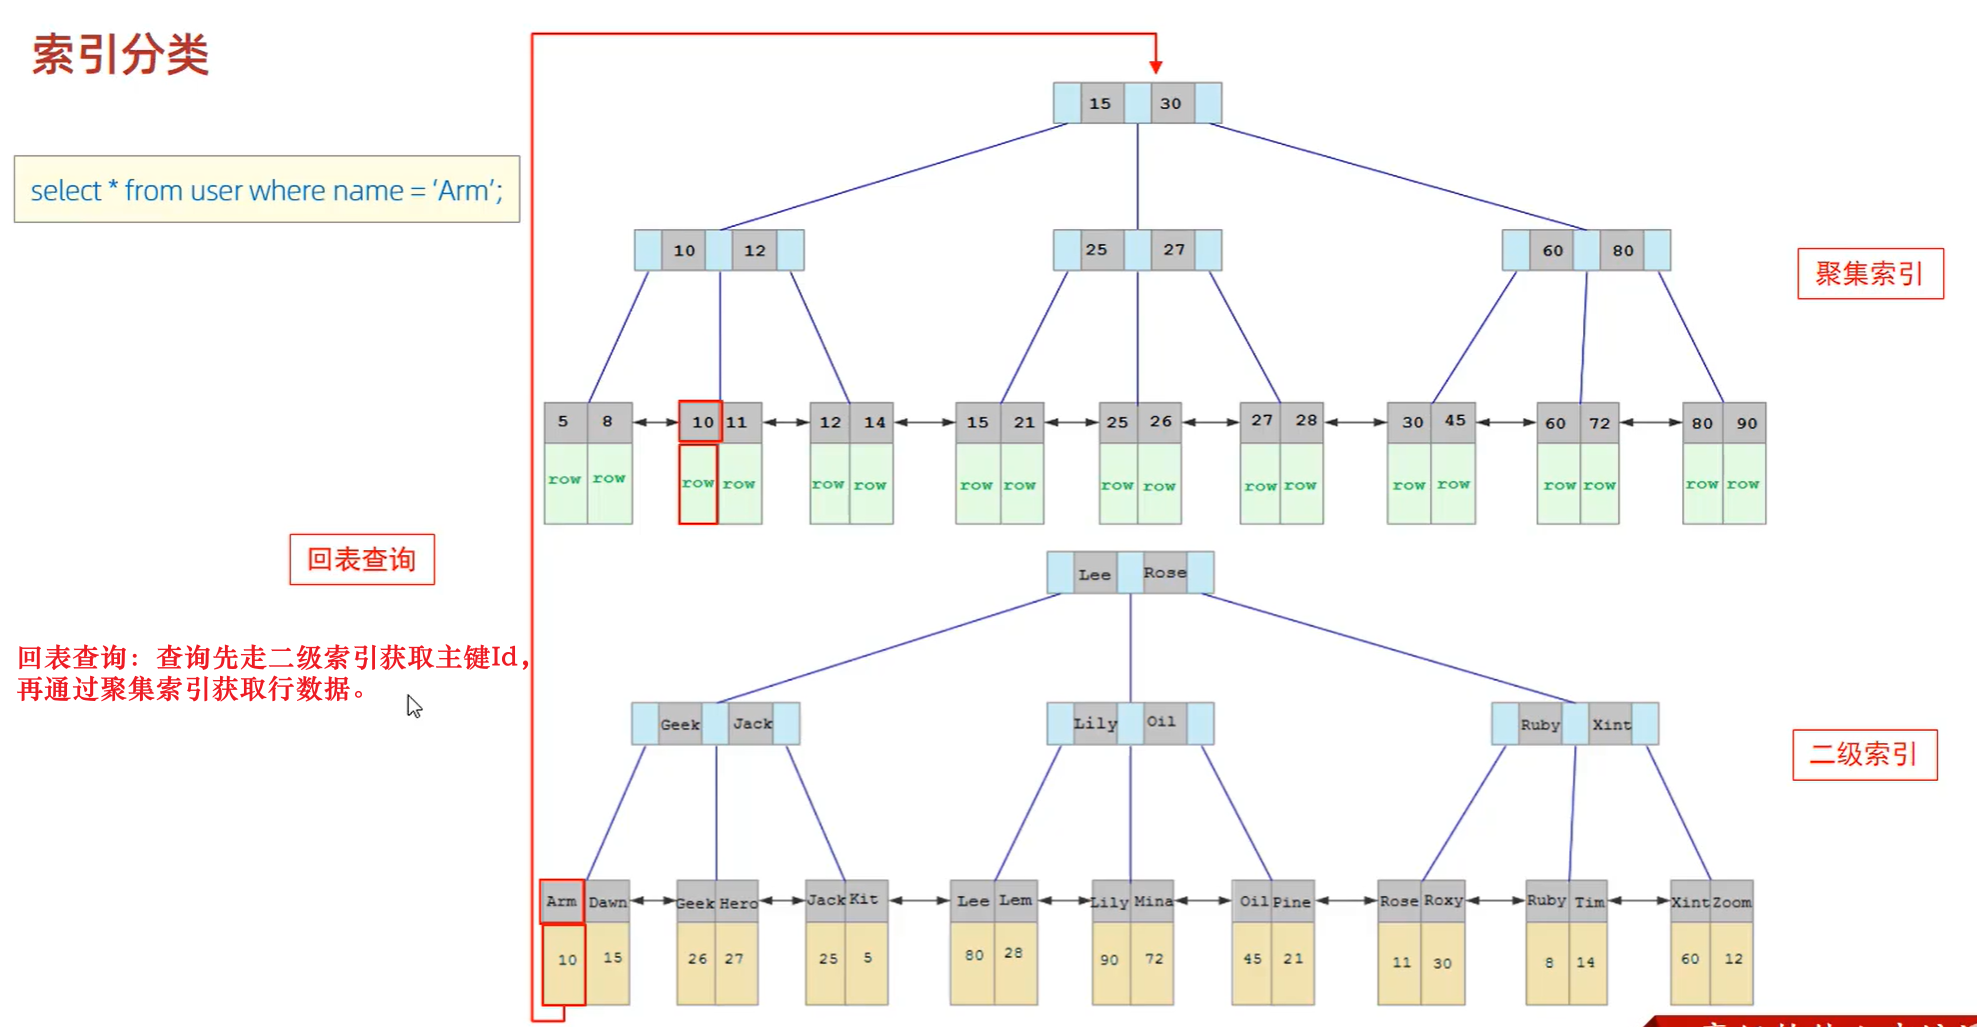 索引分类
select * from user where name = 'Arm';
15 30
10 12 25 27 60 80
聚集索引
5 8 10 11 12 14 15 21 25 26 27 28 30 45 60 72 80 90
row row row row row row row row row row row row row row row row row row
回表查询
Lee Rose
回表查询：查询先走二级索引获取主键Id，
再通过聚集索引获取行数据。
Geek Jack Lily Oil Ruby Xint
二级索引
Arm Dawn Geek Hero Jack Kit Lee Lem Lily Mina Oil Pine Rose Roxy Ruby Tim Xint Zoom
10 15 26 27 25 5 80 28 90 72 45 21 11 30 8 14 60 12